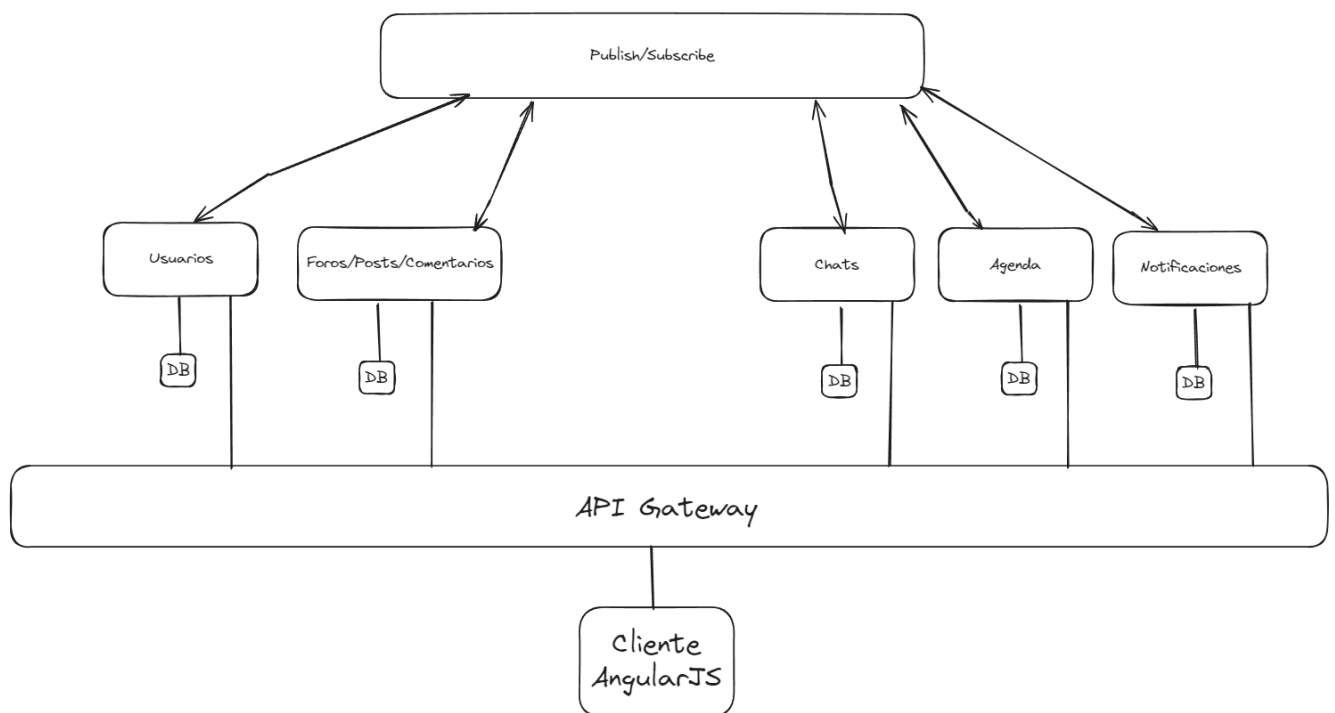 Publish/Subscribe
Usuarios
Foros/Posts/Comentarios
Chats
Agenda
Notificaciones
DB
DB
DB
DB
DB
API Gateway
Cliente
AngularJS